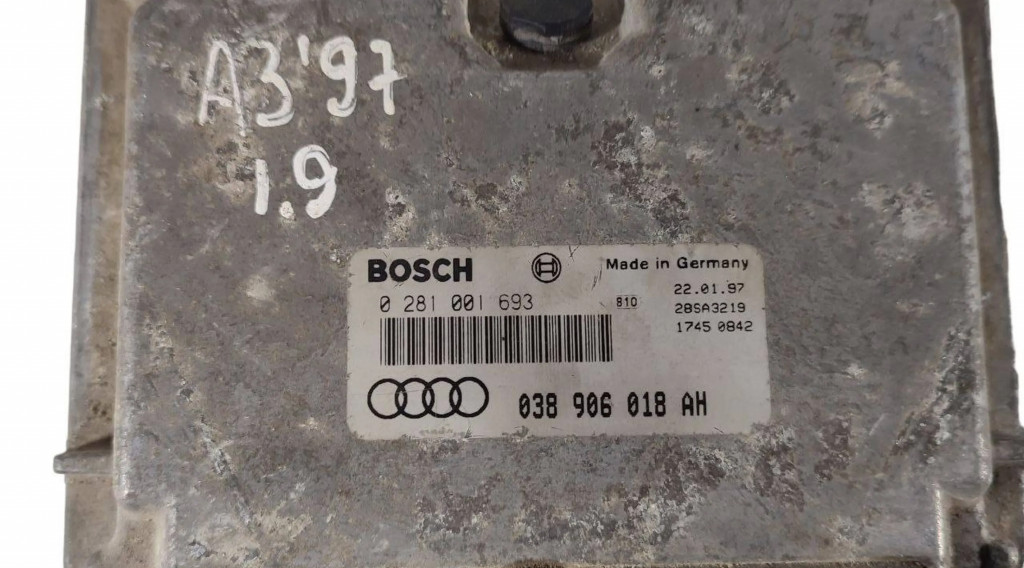 A3'97
1.9
BOSCH Made in Germany
22.01.97
0 281 001 693 810 28SA3219
1745 0842
038 906 018 AH